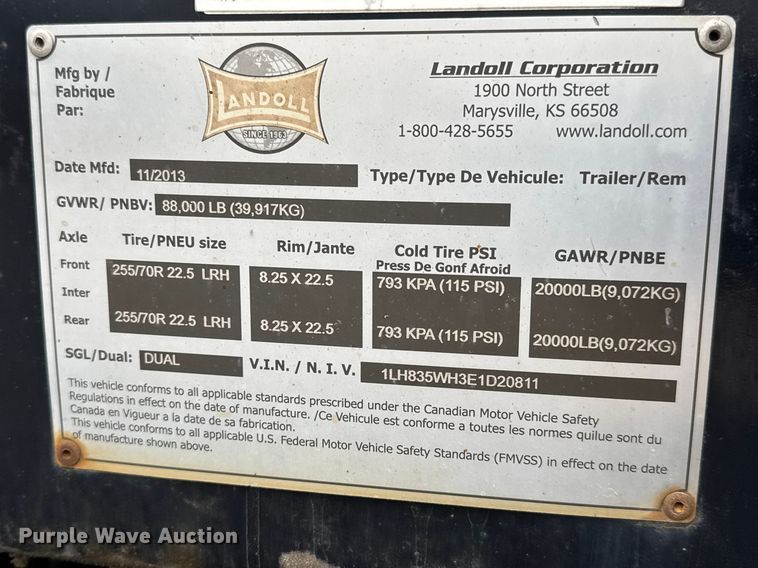 Mfg by /
Fabrique
Par:
LANDOLL
SINCE 1963
Landoll Corporation
1900 North Street
Marysville, KS 66508
1-800-428-5655 www.landoll.com
Date Mfd: 11/2013 Type/Type De Vehicule: Trailer/Rem
GVWR/ PNBV: 88,000 LB (39,917KG)
Axle Tire/PNEU size Rim/Jante Cold Tire PSI GAWR/PNBE
Press De Gonf Afroid
Front 255/70R 22.5 LRH 8.25 X 22.5 793 KPA (115 PSI) 20000LB(9,072KG)
Inter
Rear 255/70R 22.5 LRH 8.25 X 22.5 793 KPA (115 PSI) 20000LB(9,072KG)
SGL/Dual: DUAL V.I.N. / N. I. V. 1LH835WH3E1D20811
This vehicle conforms to all applicable standards prescribed under the Canadian Motor Vehicle Safety
Regulations in effect on the date of manufacture. /Ce Vehicule est conforme a toutes les normes quilue sont du
Canada en Vigueur a la date de sa fabrication.
This vehicle conforms to all applicable U.S. Federal Motor Vehicle Safety Standards (FMVSS) in effect on the date
of manufacture shown above.
Purple Wave Auction